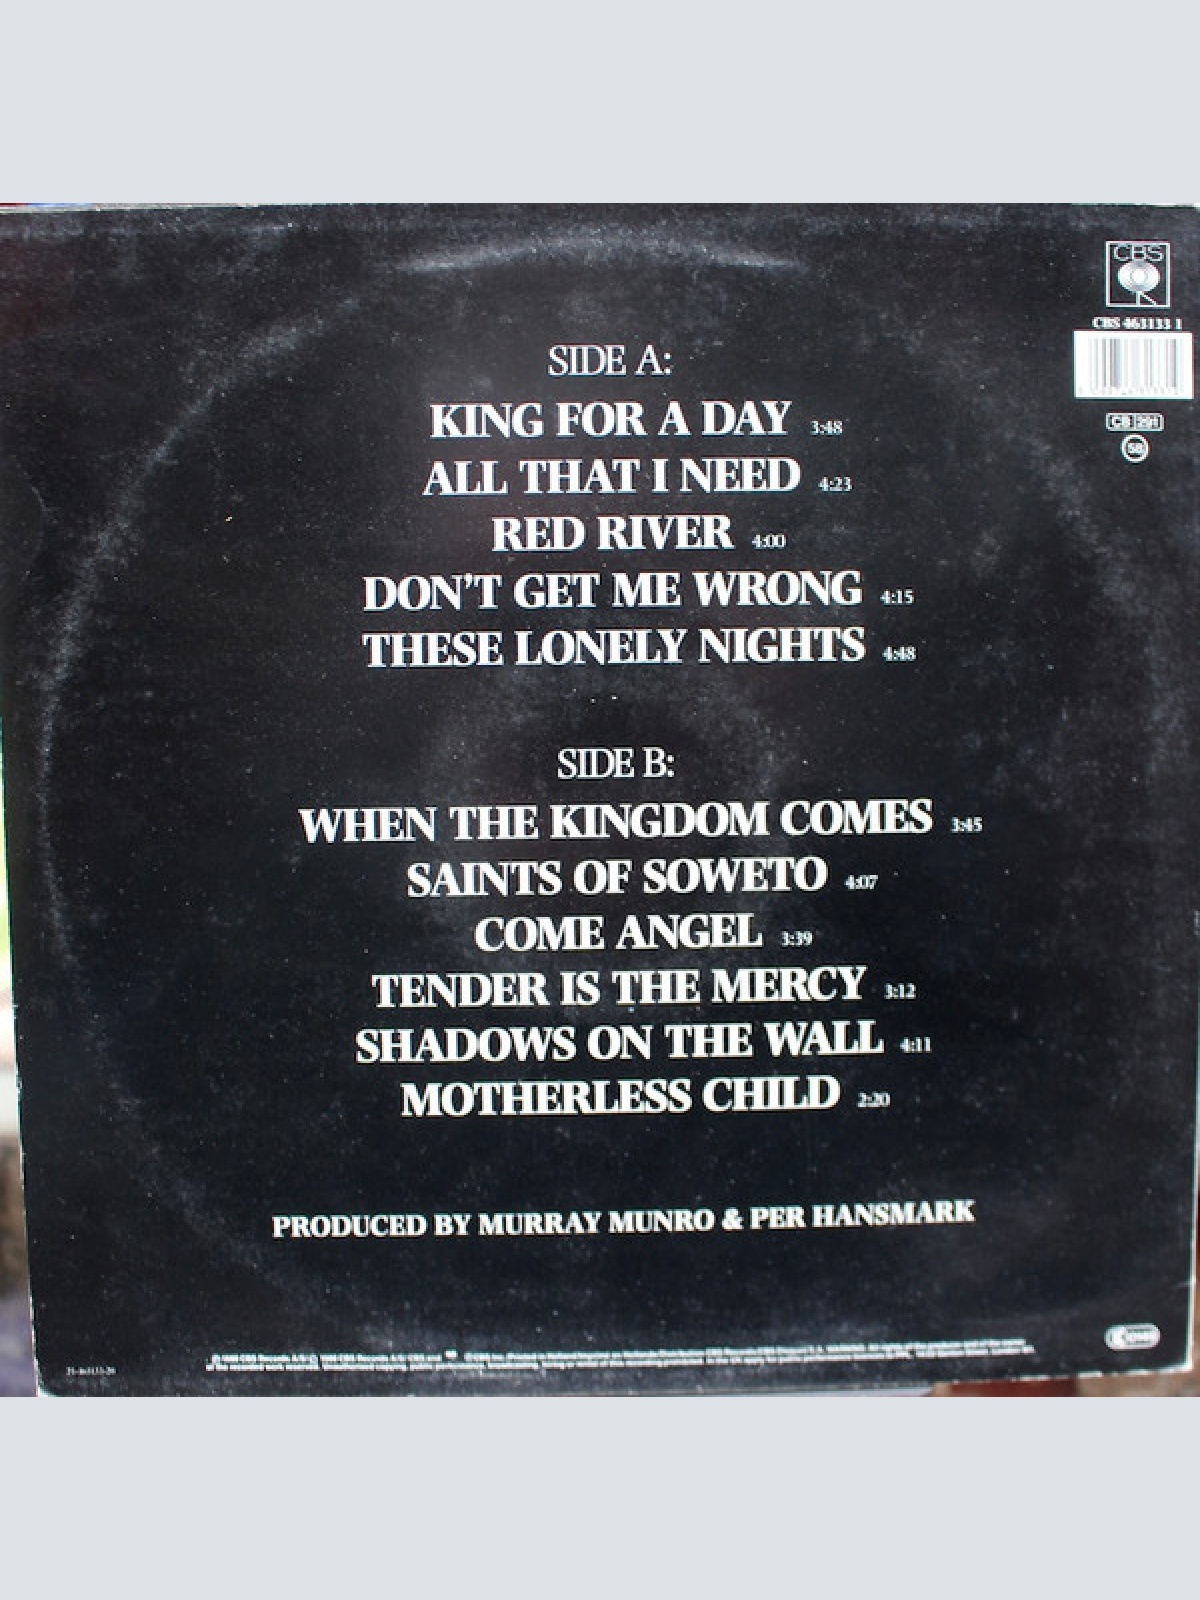 CBS
CBS 463133 1
CB 291
SIDE A:
KING FOR A DAY 3:48
ALL THAT I NEED 4:23
RED RIVER 4:00
DON'T GET ME WRONG 4:15
THESE LONELY NIGHTS 4:48
SIDE B:
WHEN THE KINGDOM COMES 3:45
SAINTS OF SOWETO 4:07
COME ANGEL 3:39
TENDER IS THE MERCY 3:12
SHADOWS ON THE WALL 4:11
MOTHERLESS CHILD 2:20
PRODUCED BY MURRAY MUNRO & PER HANSMARK